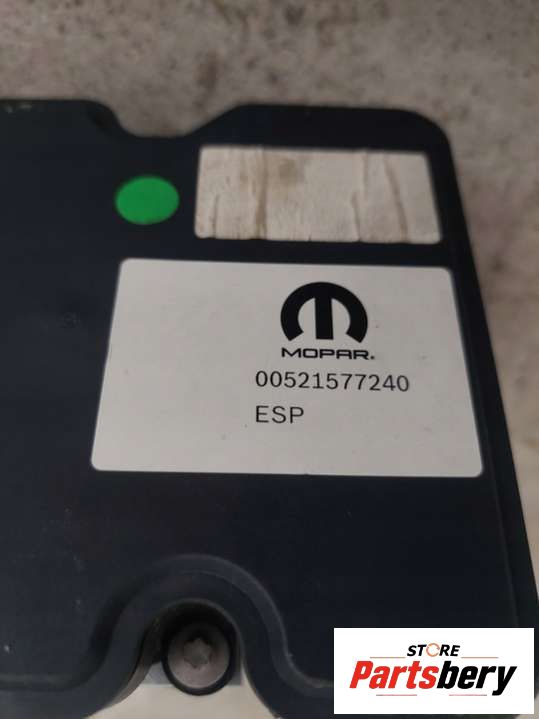 MOPAR®
00521577240
ESP
STORE
Partsbery